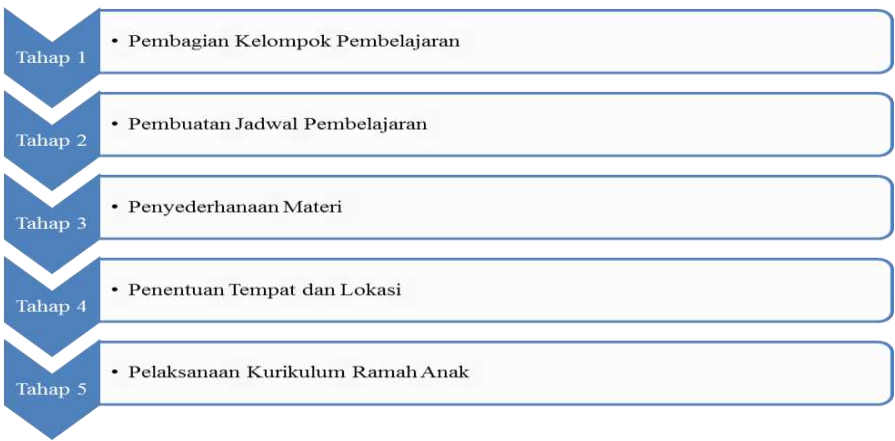 Tahap 1
• Pembagian Kelompok Pembelajaran
Tahap 2
• Pembuatan Jadwal Pembelajaran
Tahap 3
• Penyederhanaan Materi
Tahap 4
• Penentuan Tempat dan Lokasi
Tahap 5
• Pelaksanaan Kurikulum Ramah Anak